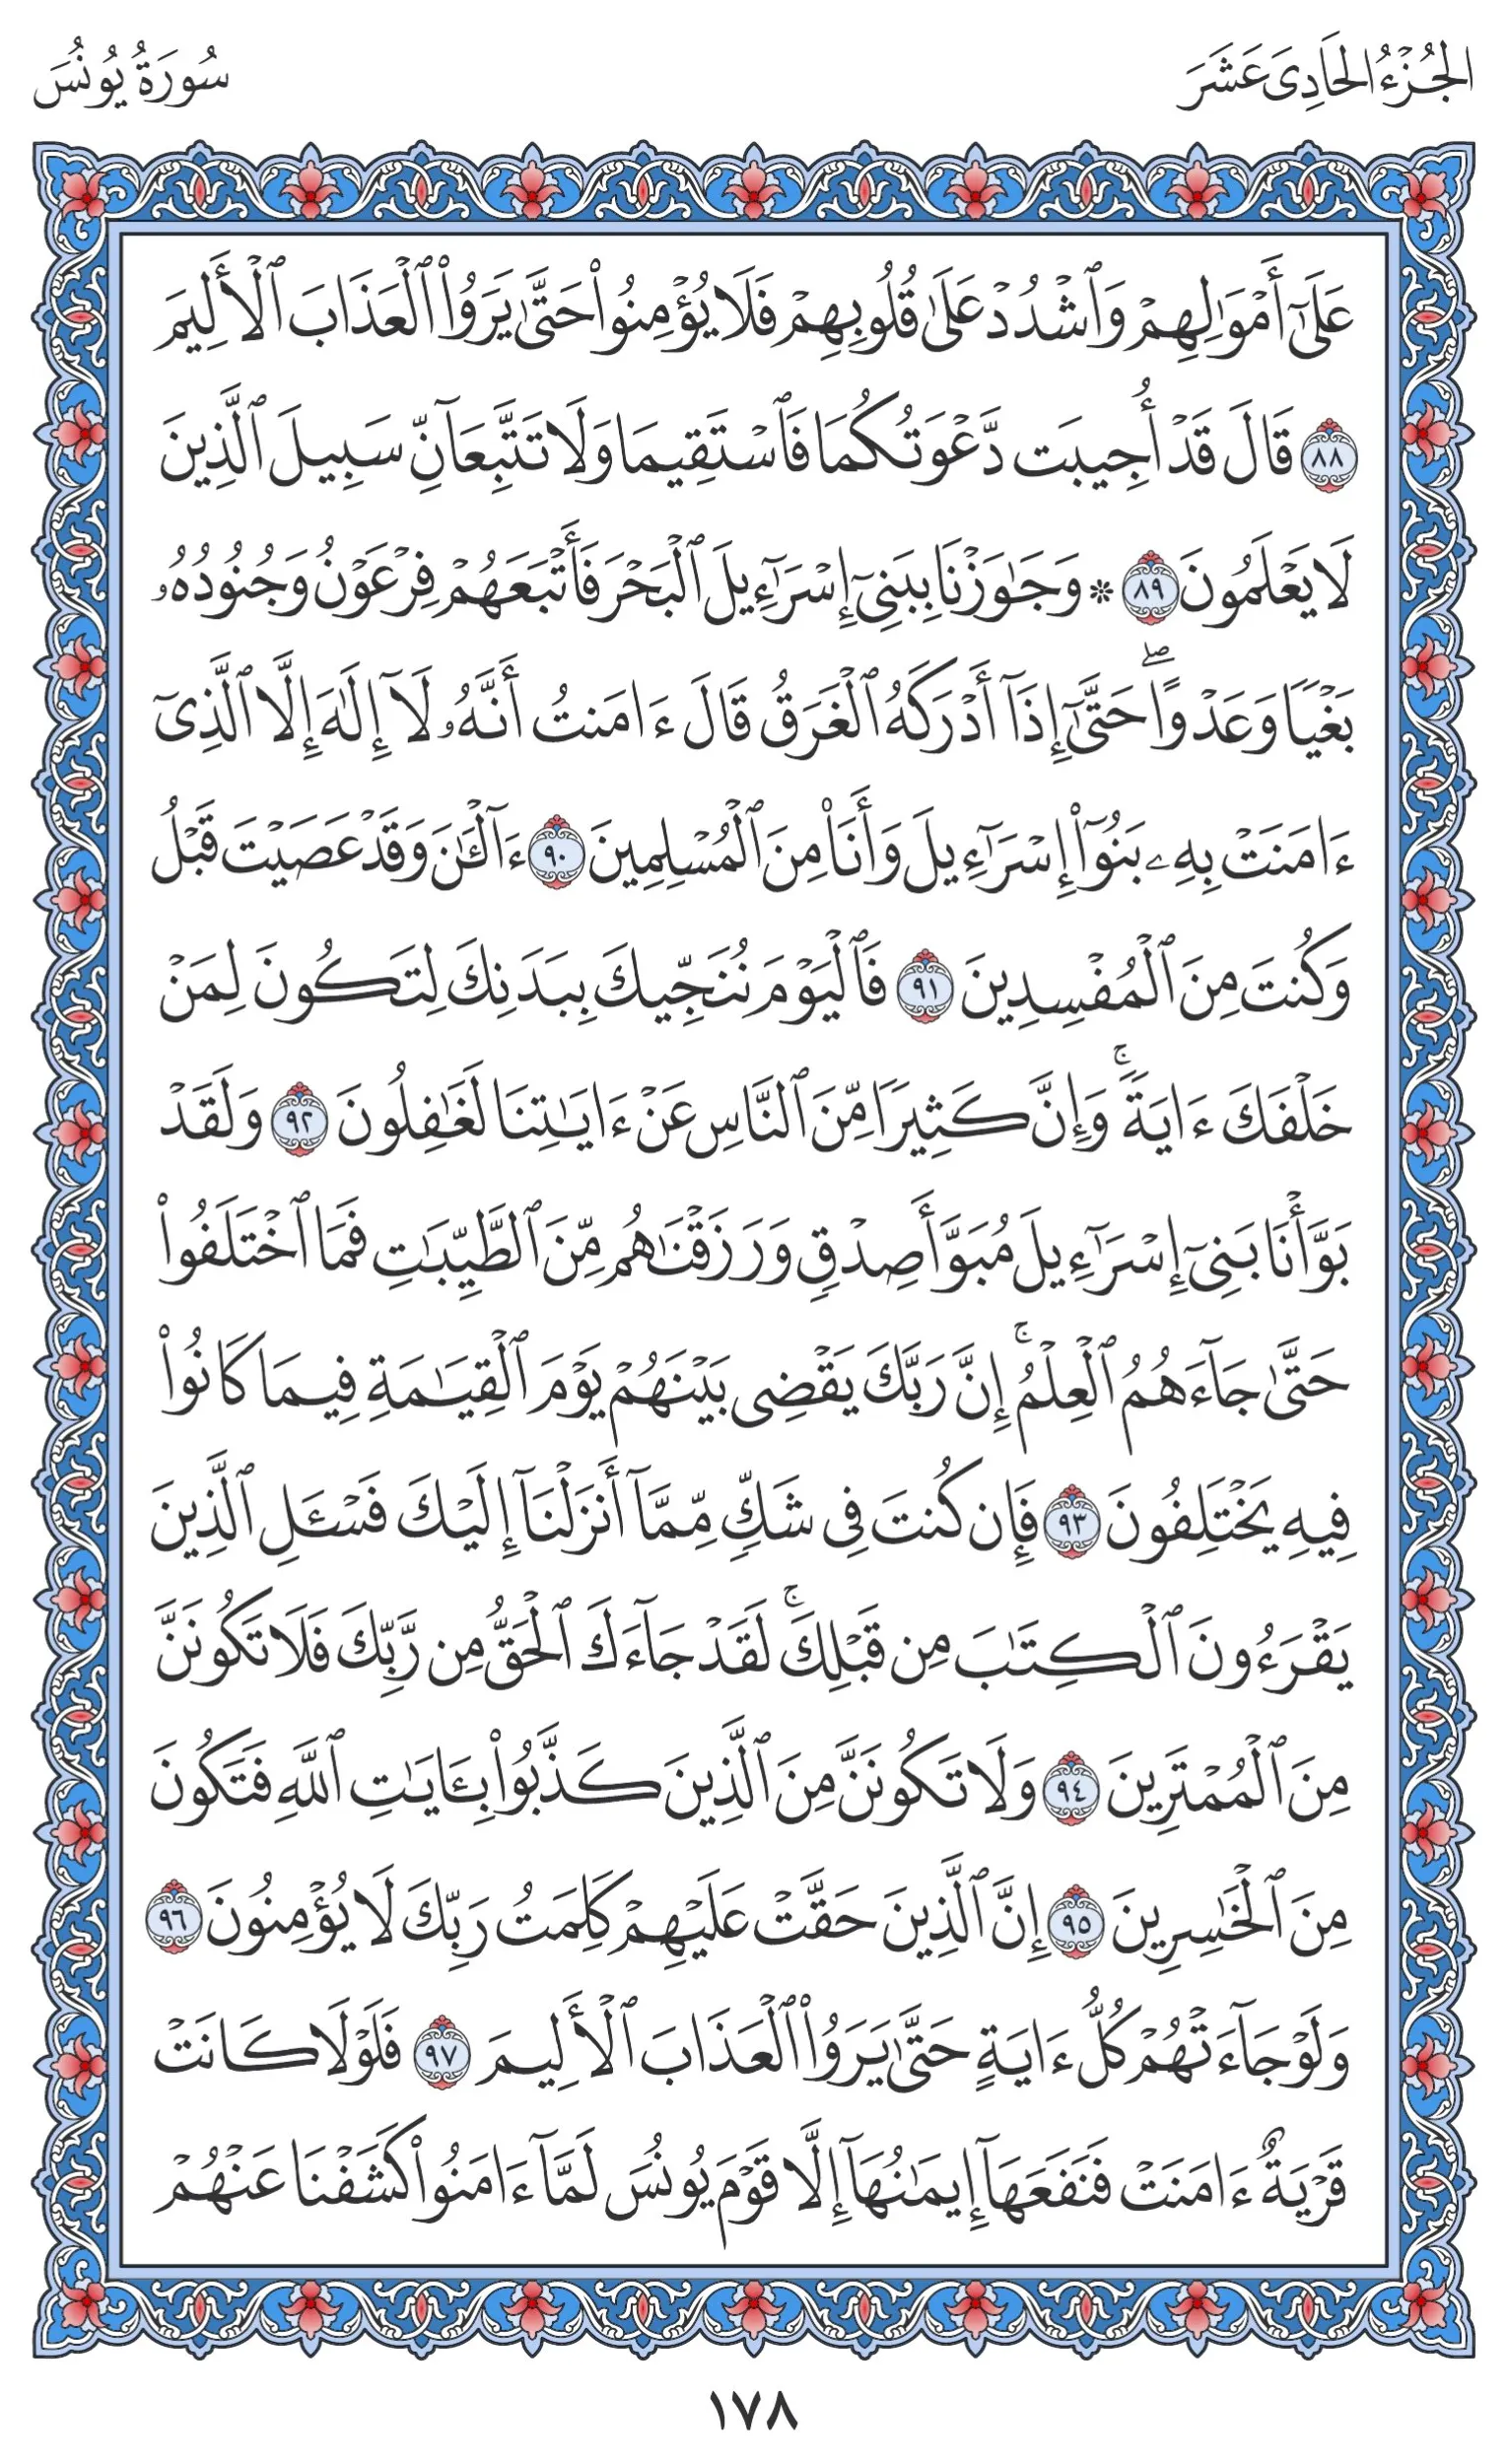 الجُزْءُ الحَادِىَ عَشَرَ
سُورَةُ يُونُسَ
عَلَىٰٓ أَمْوَٰلِهِمْ وَٱشْدُدْ عَلَىٰ قُلُوبِهِمْ فَلَا يُؤْمِنُوا۟ حَتَّىٰ يَرَوُا۟ ٱلْعَذَابَ ٱلْأَلِيمَ
٨٨ قَالَ قَدْ أُجِيبَت دَّعْوَتُكُمَا فَٱسْتَقِيمَا وَلَا تَتَّبِعَآنِّ سَبِيلَ ٱلَّذِينَ
لَا يَعْلَمُونَ ٨٩ * وَجَـٰوَزْنَا بِبَنِىٓ إِسْرَٰٓءِيلَ ٱلْبَحْرَ فَأَتْبَعَهُمْ فِرْعَوْنُ وَجُنُودُهُۥ
بَغْيًا وَعَدْوًا ۖ حَتَّىٰٓ إِذَآ أَدْرَكَهُ ٱلْغَرَقُ قَالَ ءَامَنتُ أَنَّهُۥ لَآ إِلَـٰهَ إِلَّا ٱلَّذِىٓ
ءَامَنَتْ بِهِۦ بَنُوٓا۟ إِسْرَٰٓءِيلَ وَأَنَا۠ مِنَ ٱلْمُسْلِمِينَ ٩٠ ءَآلْـَٔـٰنَ وَقَدْ عَصَيْتَ قَبْلُ
وَكُنتَ مِنَ ٱلْمُفْسِدِينَ ٩١ فَٱلْيَوْمَ نُنَجِّيكَ بِبَدَنِكَ لِتَكُونَ لِمَنْ
خَلْفَكَ ءَايَةً ۚ وَإِنَّ كَثِيرًا مِّنَ ٱلنَّاسِ عَنْ ءَايَـٰتِنَا لَغَـٰفِلُونَ ٩٢ وَلَقَدْ
بَوَّأْنَا بَنِىٓ إِسْرَٰٓءِيلَ مُبَوَّأَ صِدْقٍ وَرَزَقْنَـٰهُم مِّنَ ٱلطَّيِّبَـٰتِ فَمَا ٱخْتَلَفُوا۟
حَتَّىٰ جَآءَهُمُ ٱلْعِلْمُ ۚ إِنَّ رَبَّكَ يَقْضِى بَيْنَهُمْ يَوْمَ ٱلْقِيَـٰمَةِ فِيمَا كَانُوا۟
فِيهِ يَخْتَلِفُونَ ٩٣ فَإِن كُنتَ فِى شَكٍّ مِّمَّآ أَنزَلْنَآ إِلَيْكَ فَسْـَٔلِ ٱلَّذِينَ
يَقْرَءُونَ ٱلْكِتَـٰبَ مِن قَبْلِكَ ۚ لَقَدْ جَآءَكَ ٱلْحَقُّ مِن رَّبِّكَ فَلَا تَكُونَنَّ
مِنَ ٱلْمُمْتَرِينَ ٩٤ وَلَا تَكُونَنَّ مِنَ ٱلَّذِينَ كَذَّبُوا۟ بِـَٔايَـٰتِ ٱللَّهِ فَتَكُونَ
مِنَ ٱلْخَـٰسِرِينَ ٩٥ إِنَّ ٱلَّذِينَ حَقَّتْ عَلَيْهِمْ كَلِمَتُ رَبِّكَ لَا يُؤْمِنُونَ ٩٦
وَلَوْ جَآءَتْهُمْ كُلُّ ءَايَةٍ حَتَّىٰ يَرَوُا۟ ٱلْعَذَابَ ٱلْأَلِيمَ ٩٧ فَلَوْلَا كَانَتْ
قَرْيَةٌ ءَامَنَتْ فَنَفَعَهَآ إِيمَـٰنُهَآ إِلَّا قَوْمَ يُونُسَ لَمَّآ ءَامَنُوا۟ كَشَفْنَا عَنْهُمْ
١٧٨